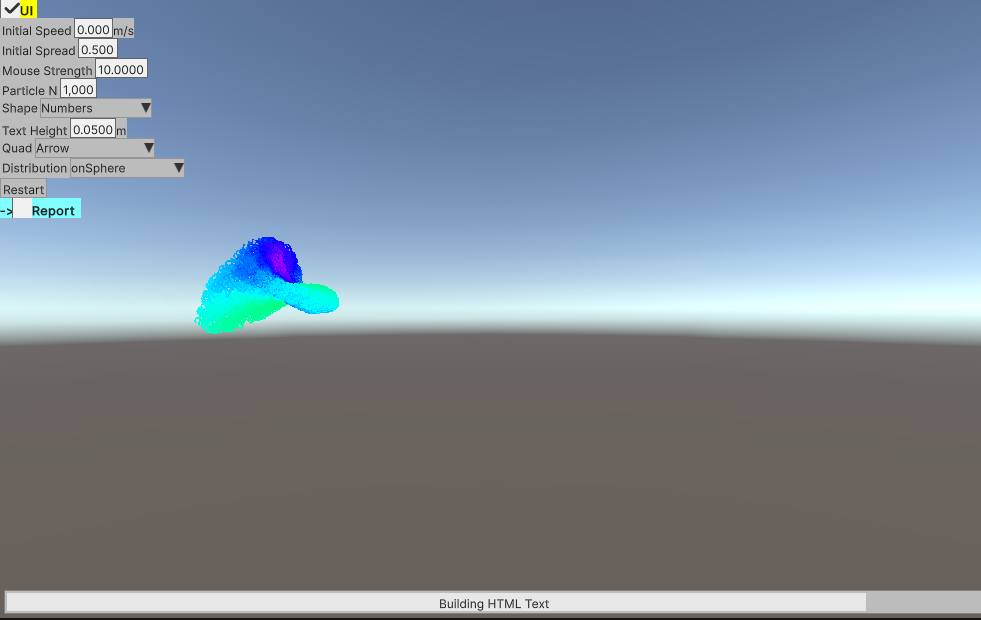 UI
Initial Speed 0.000 m/s
Initial Spread 0.500
Mouse Strength 10.0000
Particle N 1,000
Shape Numbers
Text Height 0.0500 m
Quad Arrow
Distribution onSphere
Restart
-> Report
Building HTML Text